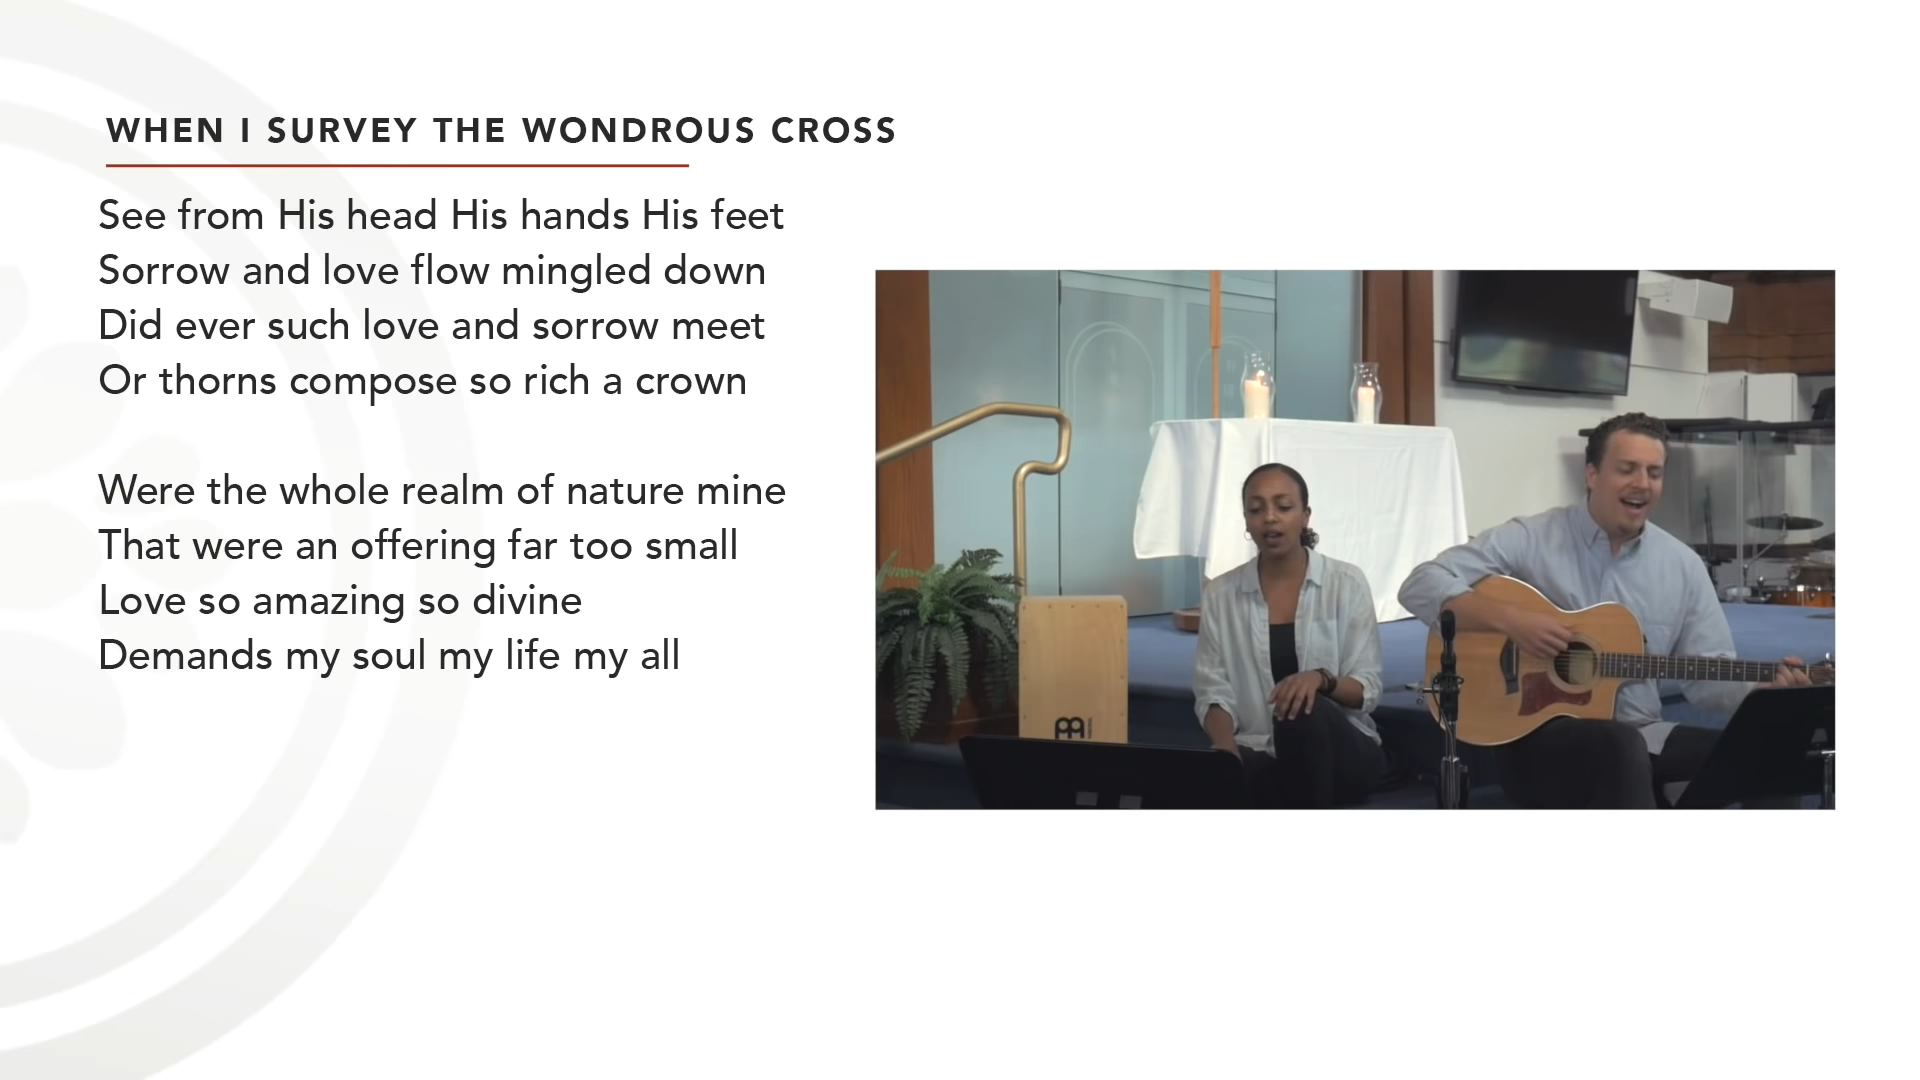 WHEN I SURVEY THE WONDROUS CROSS
See from His head His hands His feet
Sorrow and love flow mingled down
Did ever such love and sorrow meet
Or thorns compose so rich a crown
Were the whole realm of nature mine
That were an offering far too small
Love so amazing so divine
Demands my soul my life my all